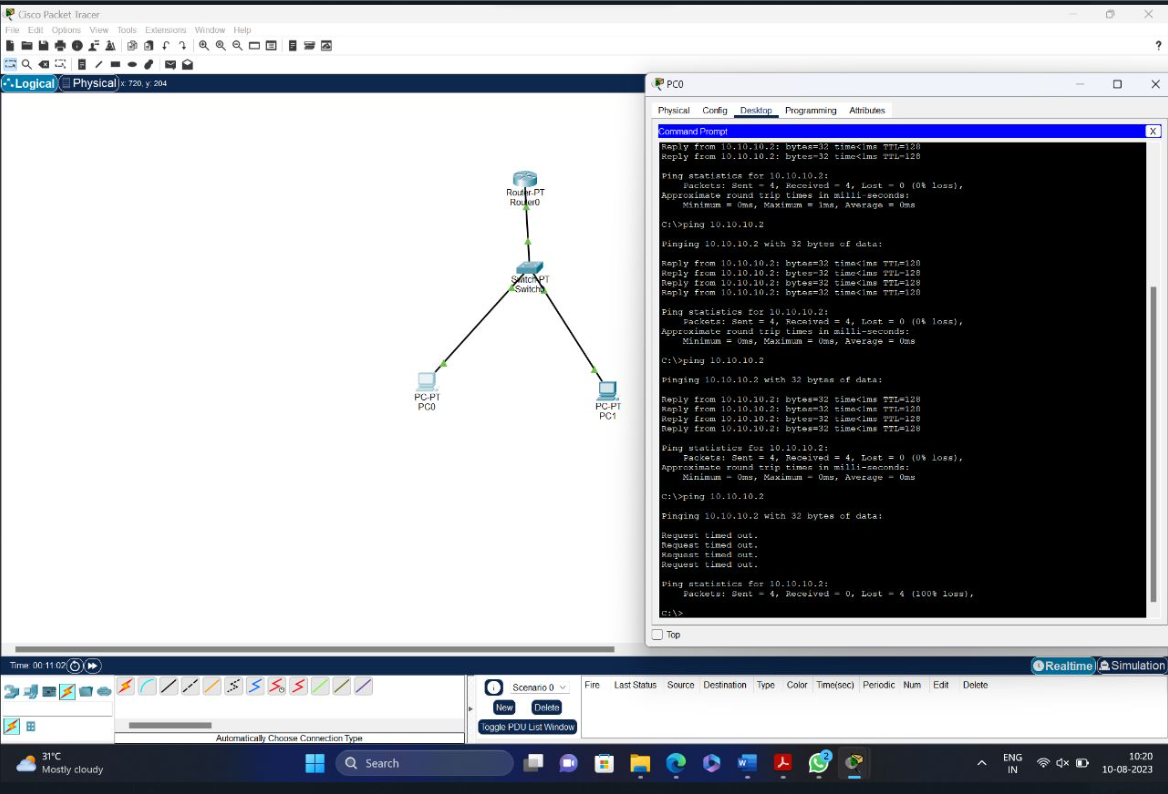 Cisco Packet Tracer
File Edit Options View Tools Extensions Window Help
?
Logical Physical x: 720, y: 204
PC0
Physical Config Desktop Programming Attributes
Command Prompt X
Reply from 10.10.10.2: bytes=32 time<1ms TTL=128
Reply from 10.10.10.2: bytes=32 time<1ms TTL=128
Ping statistics for 10.10.10.2:
Packets: Sent = 4, Received = 4, Lost = 0 (0% loss),
Approximate round trip times in milli-seconds:
Minimum = 0ms, Maximum = 1ms, Average = 0ms
C:\>ping 10.10.10.2
Pinging 10.10.10.2 with 32 bytes of data:
Reply from 10.10.10.2: bytes=32 time<1ms TTL=128
Reply from 10.10.10.2: bytes=32 time<1ms TTL=128
Reply from 10.10.10.2: bytes=32 time<1ms TTL=128
Reply from 10.10.10.2: bytes=32 time<1ms TTL=128
Ping statistics for 10.10.10.2:
Packets: Sent = 4, Received = 4, Lost = 0 (0% loss),
Approximate round trip times in milli-seconds:
Minimum = 0ms, Maximum = 0ms, Average = 0ms
C:\>ping 10.10.10.2
Pinging 10.10.10.2 with 32 bytes of data:
Reply from 10.10.10.2: bytes=32 time<1ms TTL=128
Reply from 10.10.10.2: bytes=32 time<1ms TTL=128
Reply from 10.10.10.2: bytes=32 time<1ms TTL=128
Reply from 10.10.10.2: bytes=32 time<1ms TTL=128
Ping statistics for 10.10.10.2:
Packets: Sent = 4, Received = 4, Lost = 0 (0% loss),
Approximate round trip times in milli-seconds:
Minimum = 0ms, Maximum = 0ms, Average = 0ms
C:\>ping 10.10.10.2
Pinging 10.10.10.2 with 32 bytes of data:
Request timed out.
Request timed out.
Request timed out.
Request timed out.
Ping statistics for 10.10.10.2:
Packets: Sent = 4, Received = 0, Lost = 4 (100% loss),
C:\>
Top
Router-PT
Router0
Switch-PT
Switch0
PC-PT
PC0
PC-PT
PC1
Time: 00:11:02
Realtime Simulation
Scenario 0
New Delete
Toggle PDU List Window
Fire Last Status Source Destination Type Color Time(sec) Periodic Num Edit Delete
Automatically Choose Connection Type
31°C
Mostly cloudy
Search
2
ENG
IN
10:20
10-08-2023